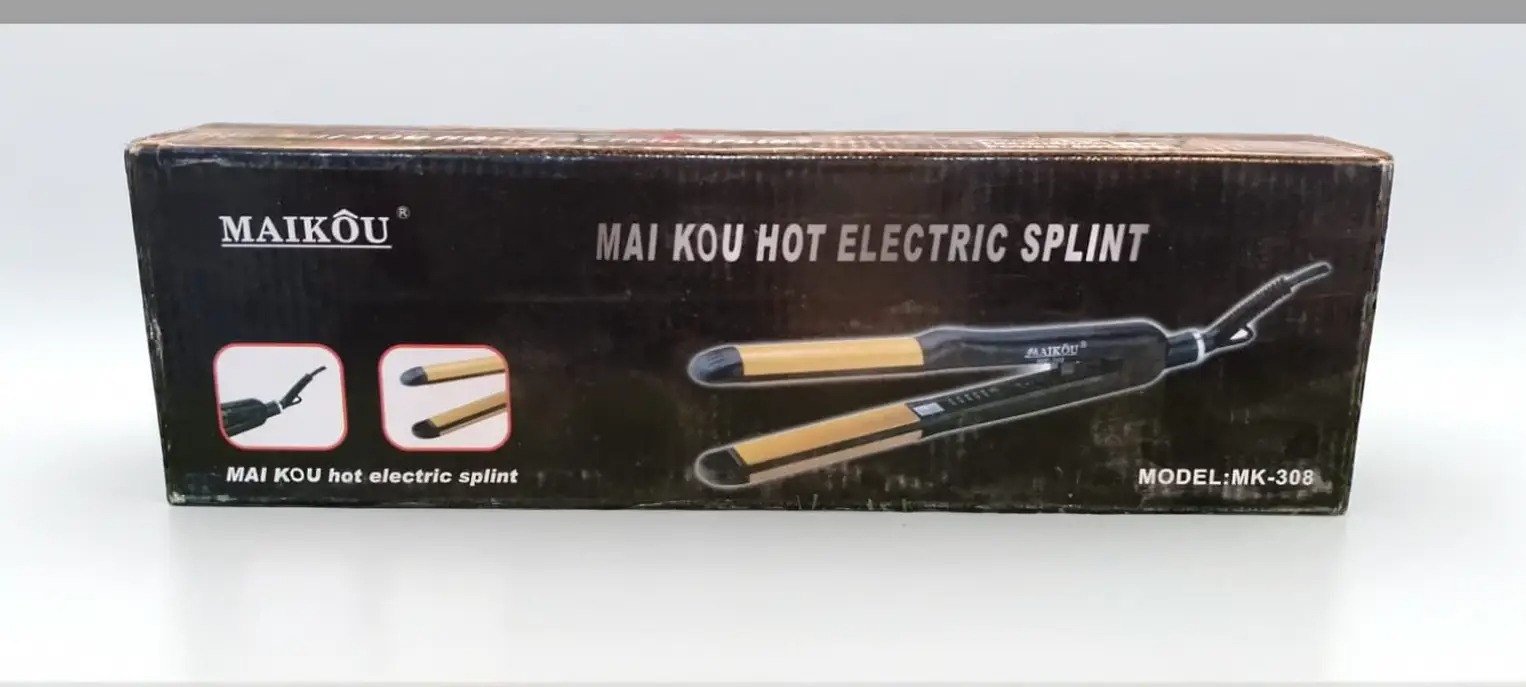 MAIKÔU®
MAI KOU HOT ELECTRIC SPLINT
MAIKÔU®
MAI KOU hot electric splint
MODEL:MK-308